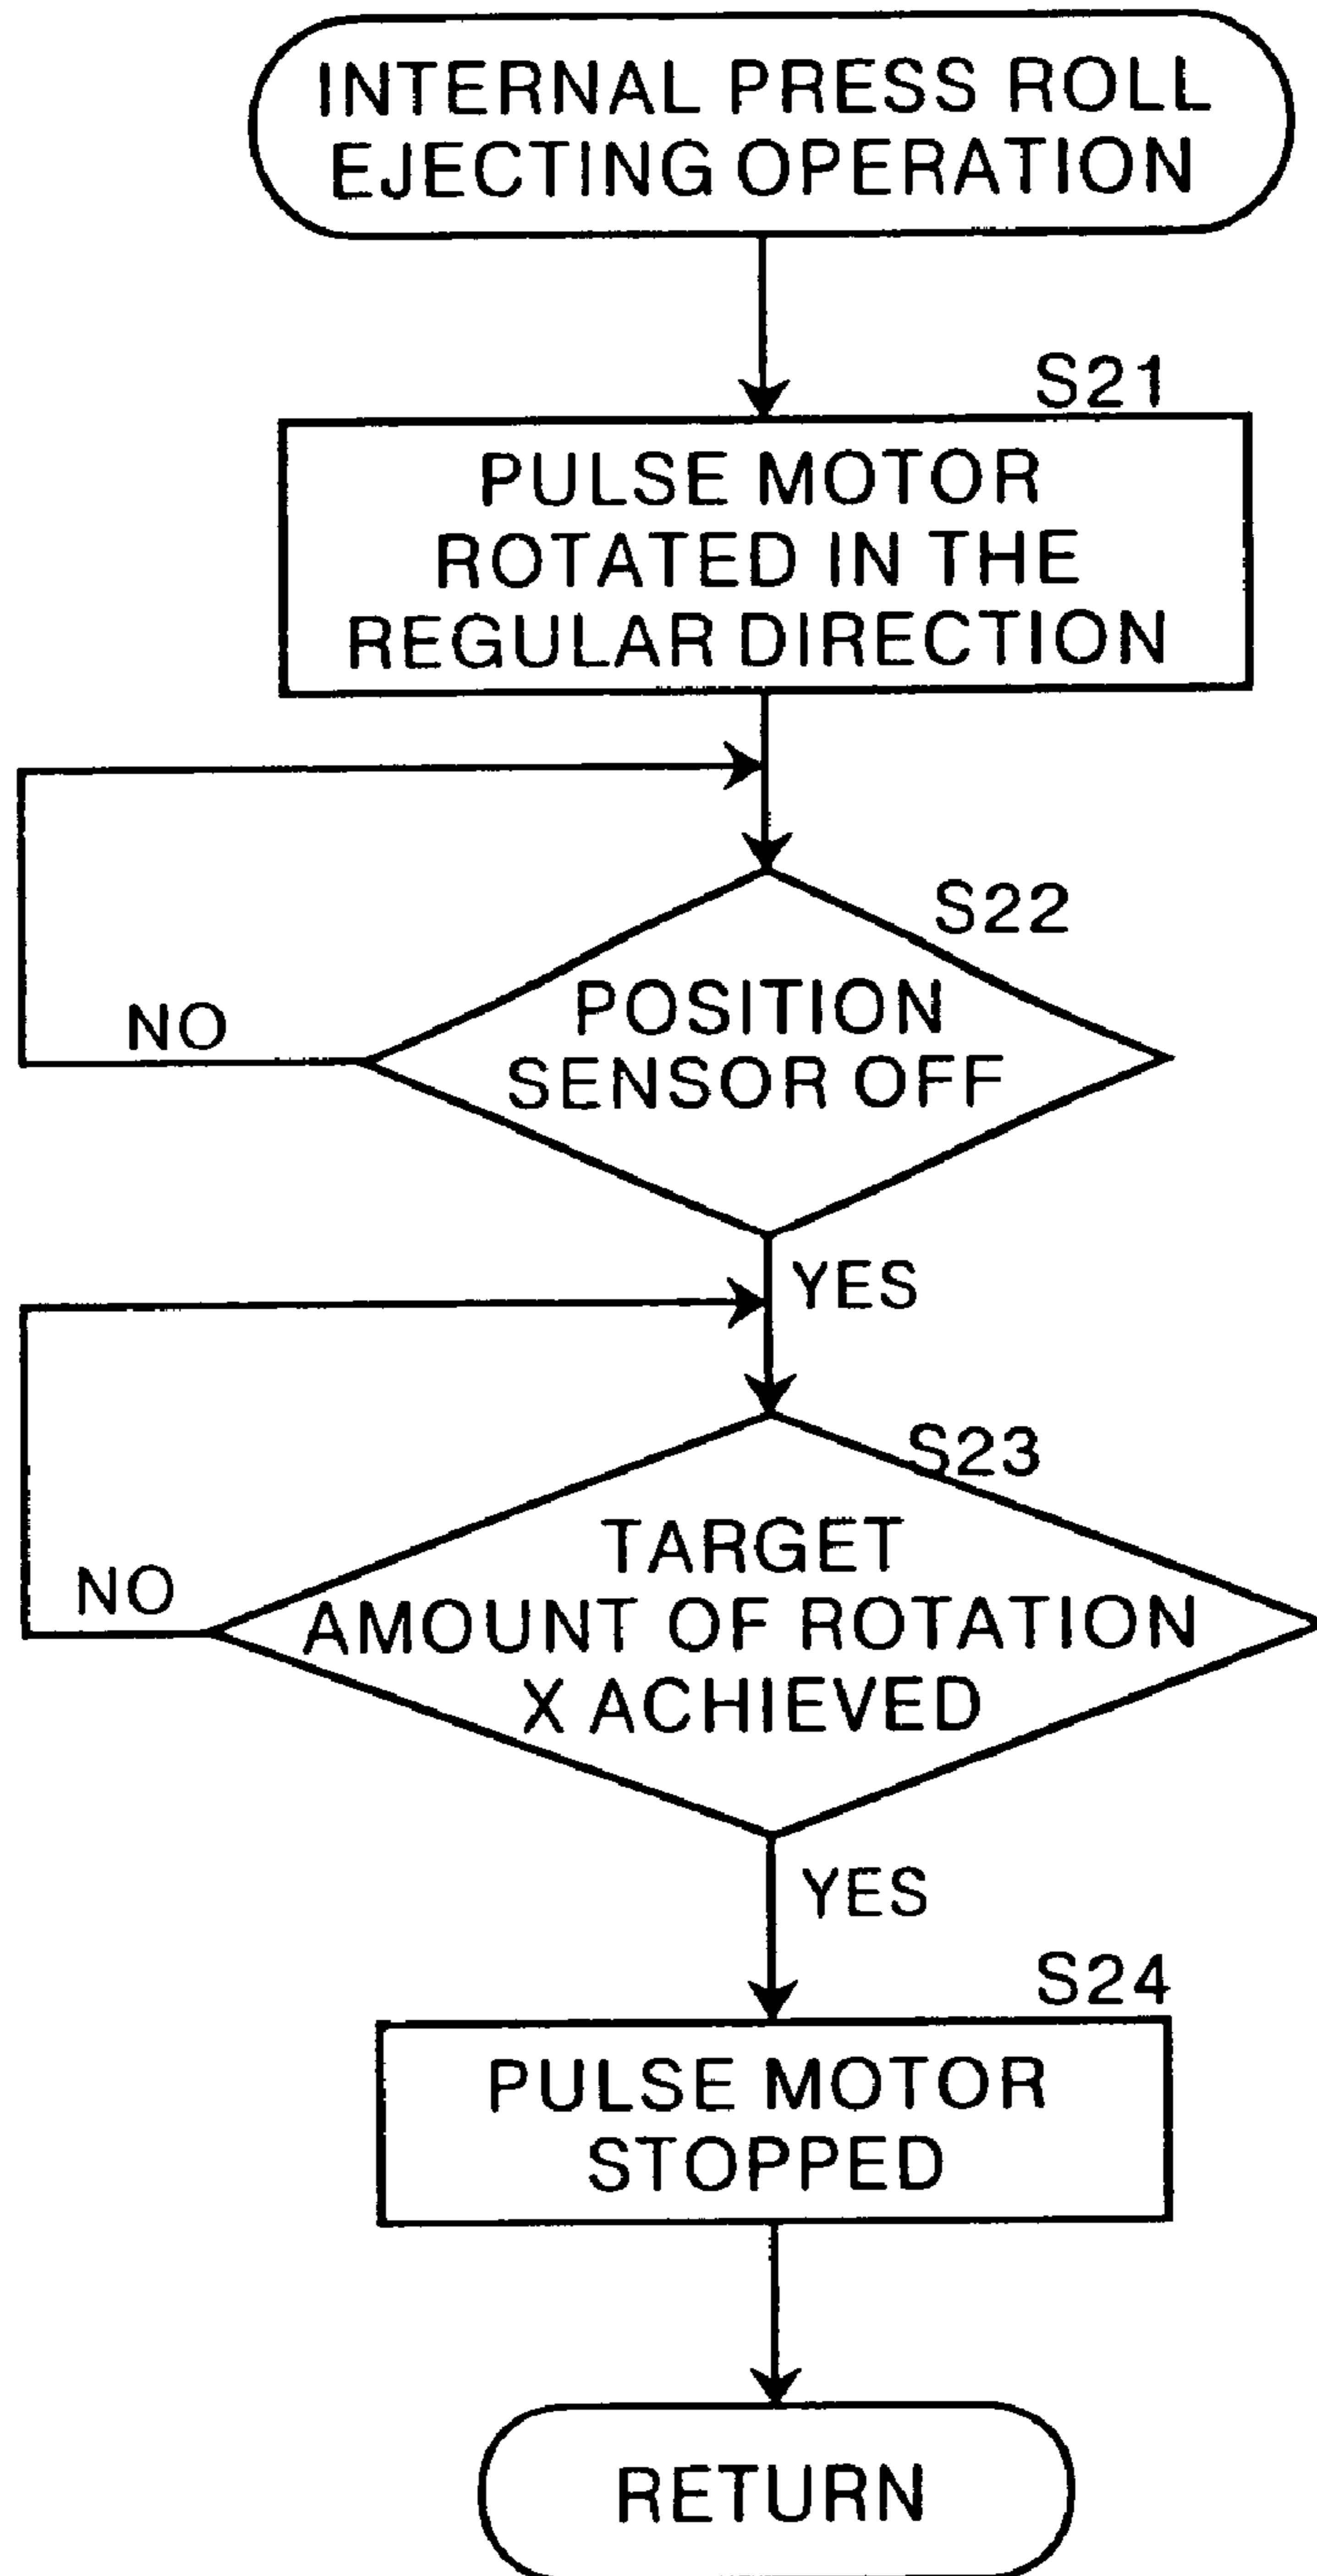 INTERNAL PRESS ROLL
EJECTING OPERATION
S21
PULSE MOTOR
ROTATED IN THE
REGULAR DIRECTION
S22
POSITION
SENSOR OFF
NO
YES
S23
TARGET
AMOUNT OF ROTATION
X ACHIEVED
NO
YES
S24
PULSE MOTOR
STOPPED
RETURN